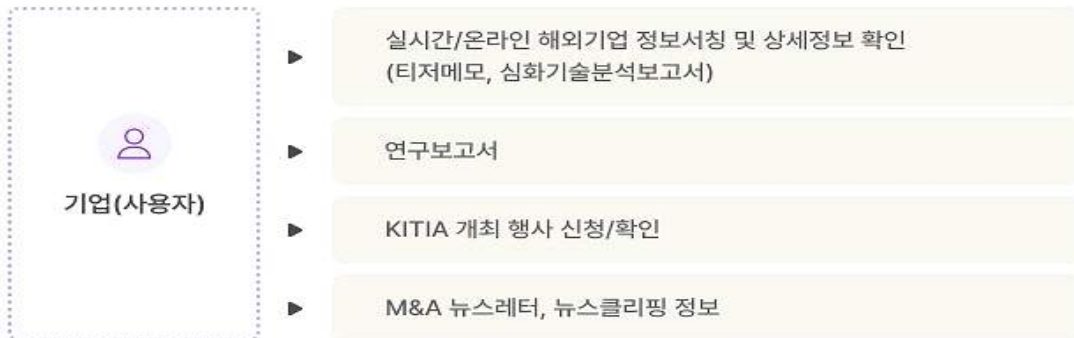 기업(사용자)
실시간/온라인 해외기업 정보서칭 및 상세정보 확인
(티저메모, 심화기술분석보고서)
연구보고서
KITIA 개최 행사 신청/확인
M&A 뉴스레터, 뉴스클리핑 정보